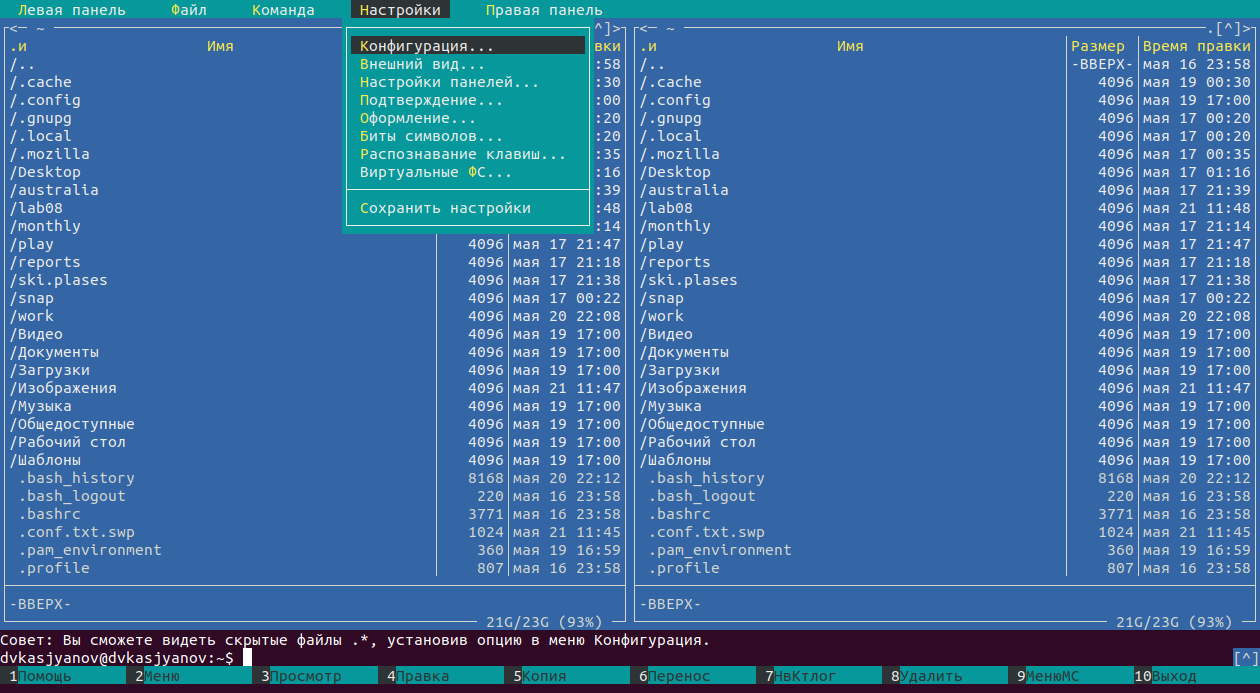 Левая панель Файл Команда Настройки Правая панель
<─ ~ ^]>┐ <─ ~ .[^]>
.и Имя вки .и Имя Размер Время правки
Конфигурация...
/.. :58 /.. -ВВЕРХ- мая 16 23:58
Внешний вид...
/.cache :30 /.cache 4096 мая 19 00:30
Настройки панелей...
/.config :00 /.config 4096 мая 19 17:00
Подтверждение...
/.gnupg :20 /.gnupg 4096 мая 17 00:20
Оформление...
/.local :20 /.local 4096 мая 17 00:20
Биты символов...
/.mozilla :35 /.mozilla 4096 мая 17 00:35
Распознавание клавиш...
/Desktop :16 /Desktop 4096 мая 17 01:16
Виртуальные ФС...
/australia :39 /australia 4096 мая 17 21:39
/lab08 :48 /lab08 4096 мая 21 11:48
Сохранить настройки
/monthly :14 /monthly 4096 мая 17 21:14
/play 4096 мая 17 21:47 /play 4096 мая 17 21:47
/reports 4096 мая 17 21:18 /reports 4096 мая 17 21:18
/ski.plases 4096 мая 17 21:38 /ski.plases 4096 мая 17 21:38
/snap 4096 мая 17 00:22 /snap 4096 мая 17 00:22
/work 4096 мая 20 22:08 /work 4096 мая 20 22:08
/Видео 4096 мая 19 17:00 /Видео 4096 мая 19 17:00
/Документы 4096 мая 19 17:00 /Документы 4096 мая 19 17:00
/Загрузки 4096 мая 19 17:00 /Загрузки 4096 мая 19 17:00
/Изображения 4096 мая 21 11:47 /Изображения 4096 мая 21 11:47
/Музыка 4096 мая 19 17:00 /Музыка 4096 мая 19 17:00
/Общедоступные 4096 мая 19 17:00 /Общедоступные 4096 мая 19 17:00
/Рабочий стол 4096 мая 19 17:00 /Рабочий стол 4096 мая 19 17:00
/Шаблоны 4096 мая 19 17:00 /Шаблоны 4096 мая 19 17:00
.bash_history 8168 мая 20 22:12 .bash_history 8168 мая 20 22:12
.bash_logout 220 мая 16 23:58 .bash_logout 220 мая 16 23:58
.bashrc 3771 мая 16 23:58 .bashrc 3771 мая 16 23:58
.conf.txt.swp 1024 мая 21 11:45 .conf.txt.swp 1024 мая 21 11:45
.pam_environment 360 мая 19 16:59 .pam_environment 360 мая 19 16:59
.profile 807 мая 16 23:58 .profile 807 мая 16 23:58
-ВВЕРХ- -ВВЕРХ-
21G/23G (93%) 21G/23G (93%)
Совет: Вы сможете видеть скрытые файлы .*, установив опцию в меню Конфигурация.
dvkasjyanov@dvkasjyanov:~$ [^]
1Помощь 2Меню 3Просмотр 4Правка 5Копия 6Перенос 7НвКтлог 8Удалить 9МенюMC 10Выход